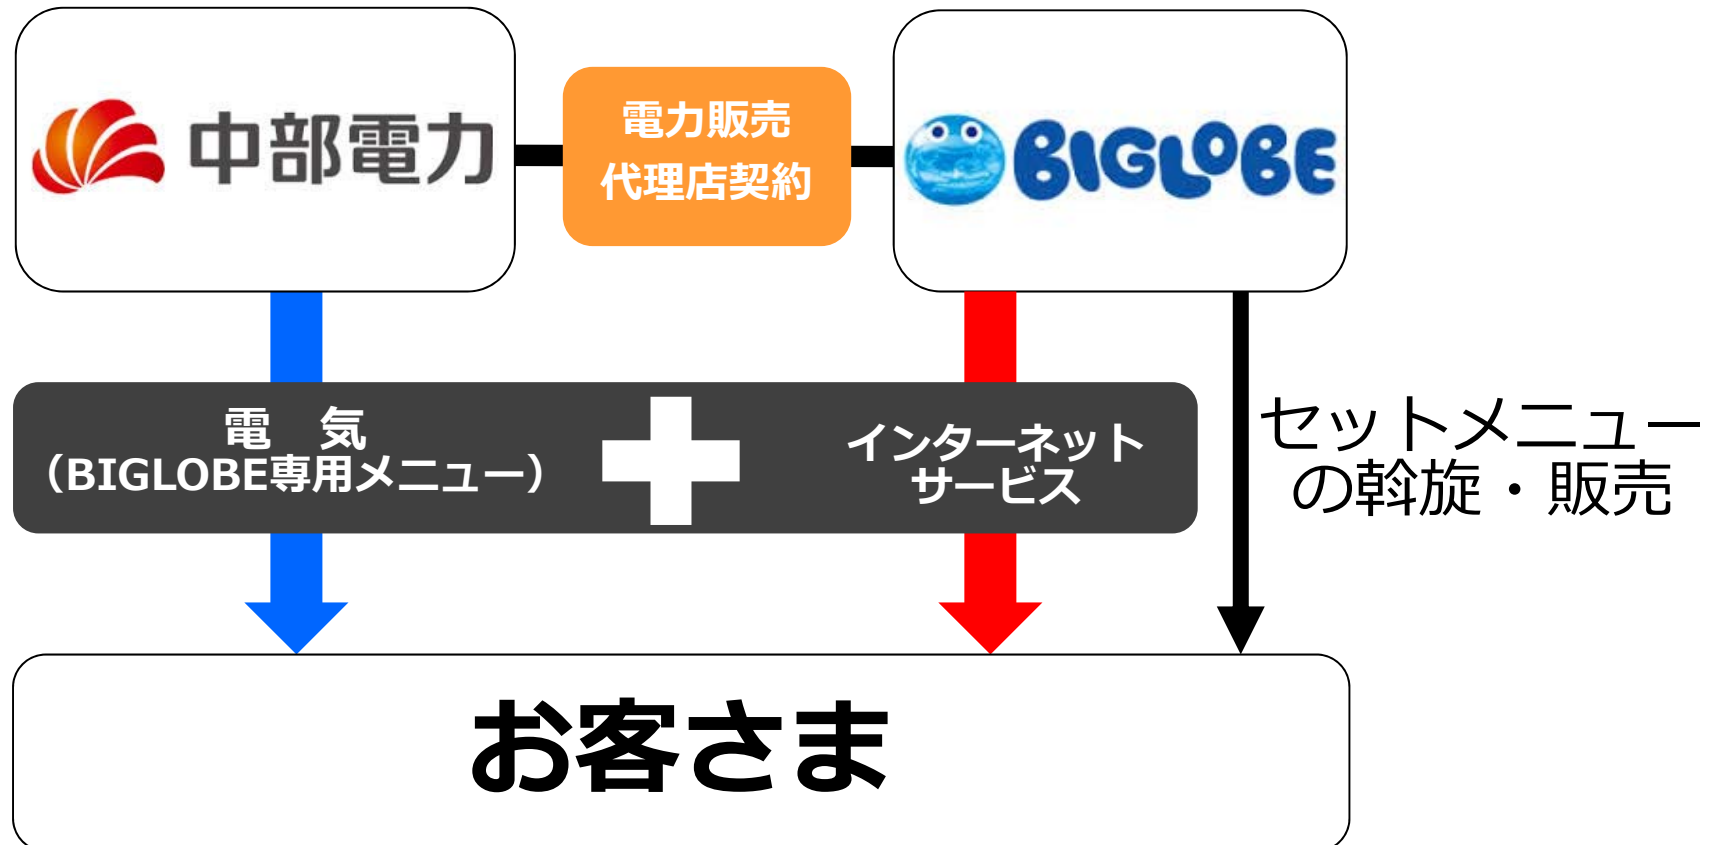 中部電力
電力販売
代理店契約
BIGLOBE
電　気
（BIGLOBE専用メニュー）
インターネット
サービス
セットメニュー
の斡旋・販売
お客さま